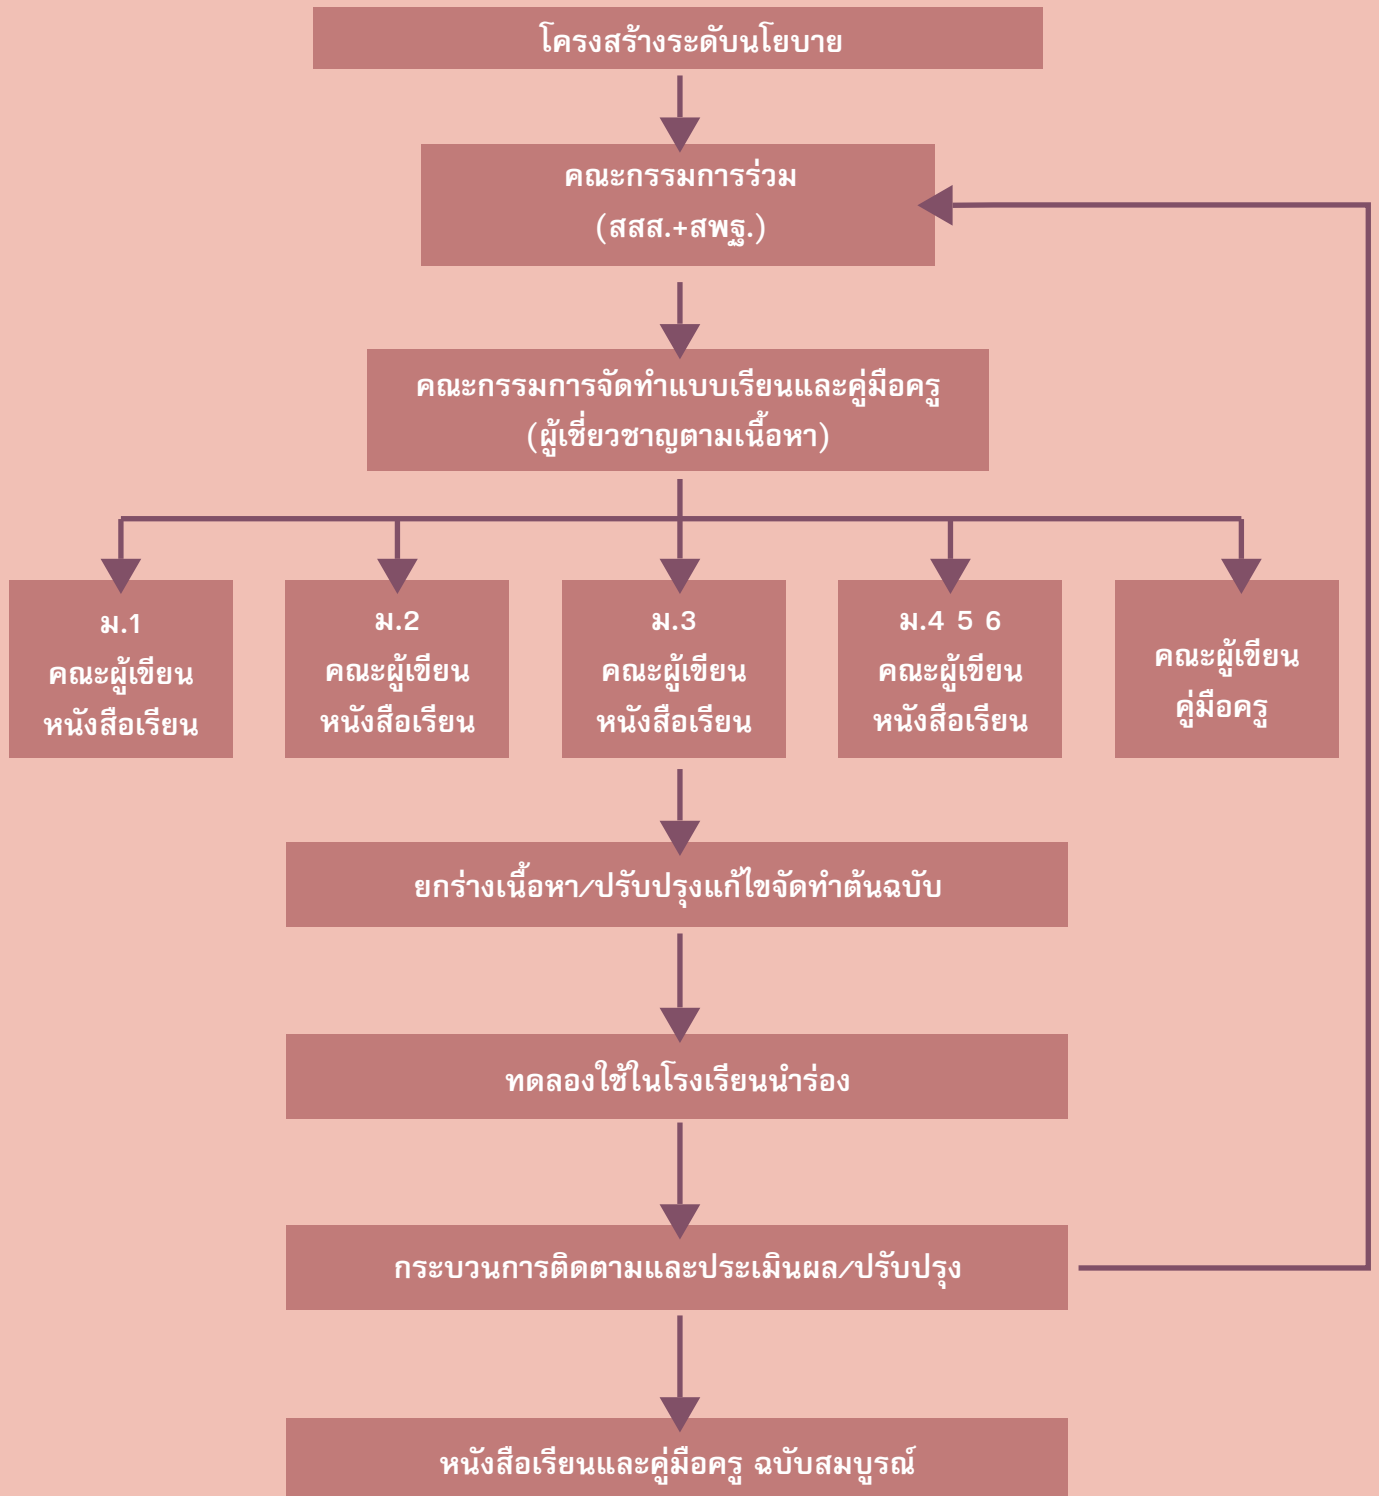 โครงสร้างระดับนโยบาย
คณะกรรมการร่วม
(สสส.+สพฐ.)
คณะกรรมการจัดทำแบบเรียนและคู่มือครู
(ผู้เชี่ยวชาญตามเนื้อหา)
ม.1
คณะผู้เขียน
หนังสือเรียน
ม.2
คณะผู้เขียน
หนังสือเรียน
ม.3
คณะผู้เขียน
หนังสือเรียน
ม.4 5 6
คณะผู้เขียน
หนังสือเรียน
คณะผู้เขียน
คู่มือครู
ยกร่างเนื้อหา/ปรับปรุงแก้ไขจัดทำต้นฉบับ
ทดลองใช้ในโรงเรียนนำร่อง
กระบวนการติดตามและประเมินผล/ปรับปรุง
หนังสือเรียนและคู่มือครู ฉบับสมบูรณ์